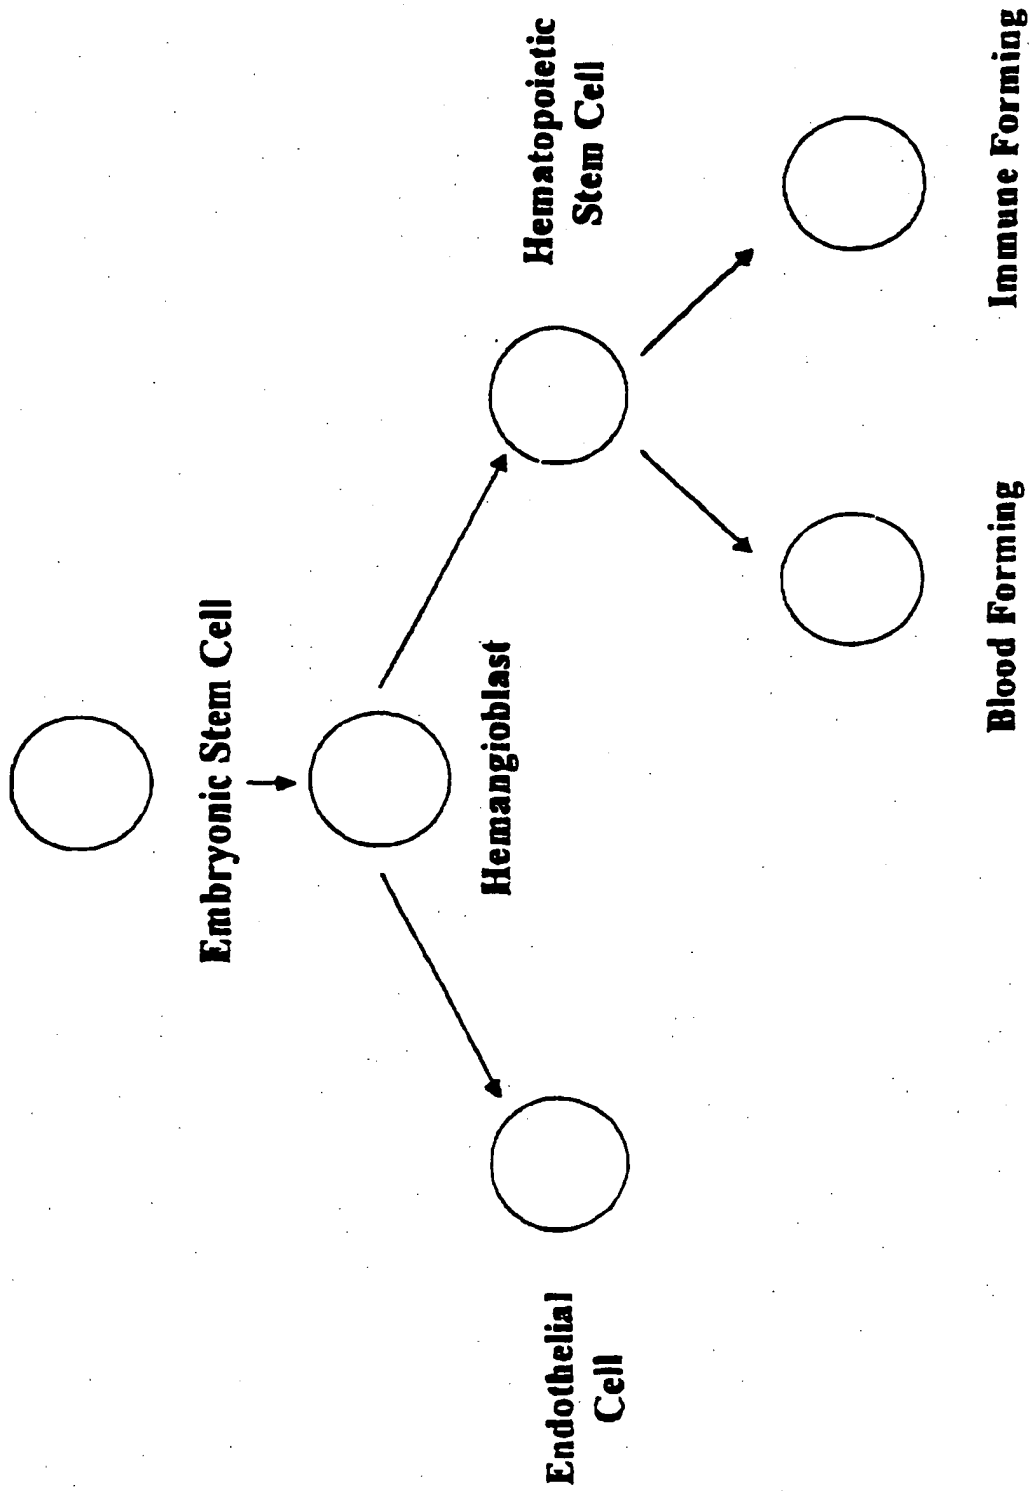 Embryonic Stem Cell
Hemangioblast
Endothelial
Cell
Hematopoietic
Stem Cell
Blood Forming
Immune Forming